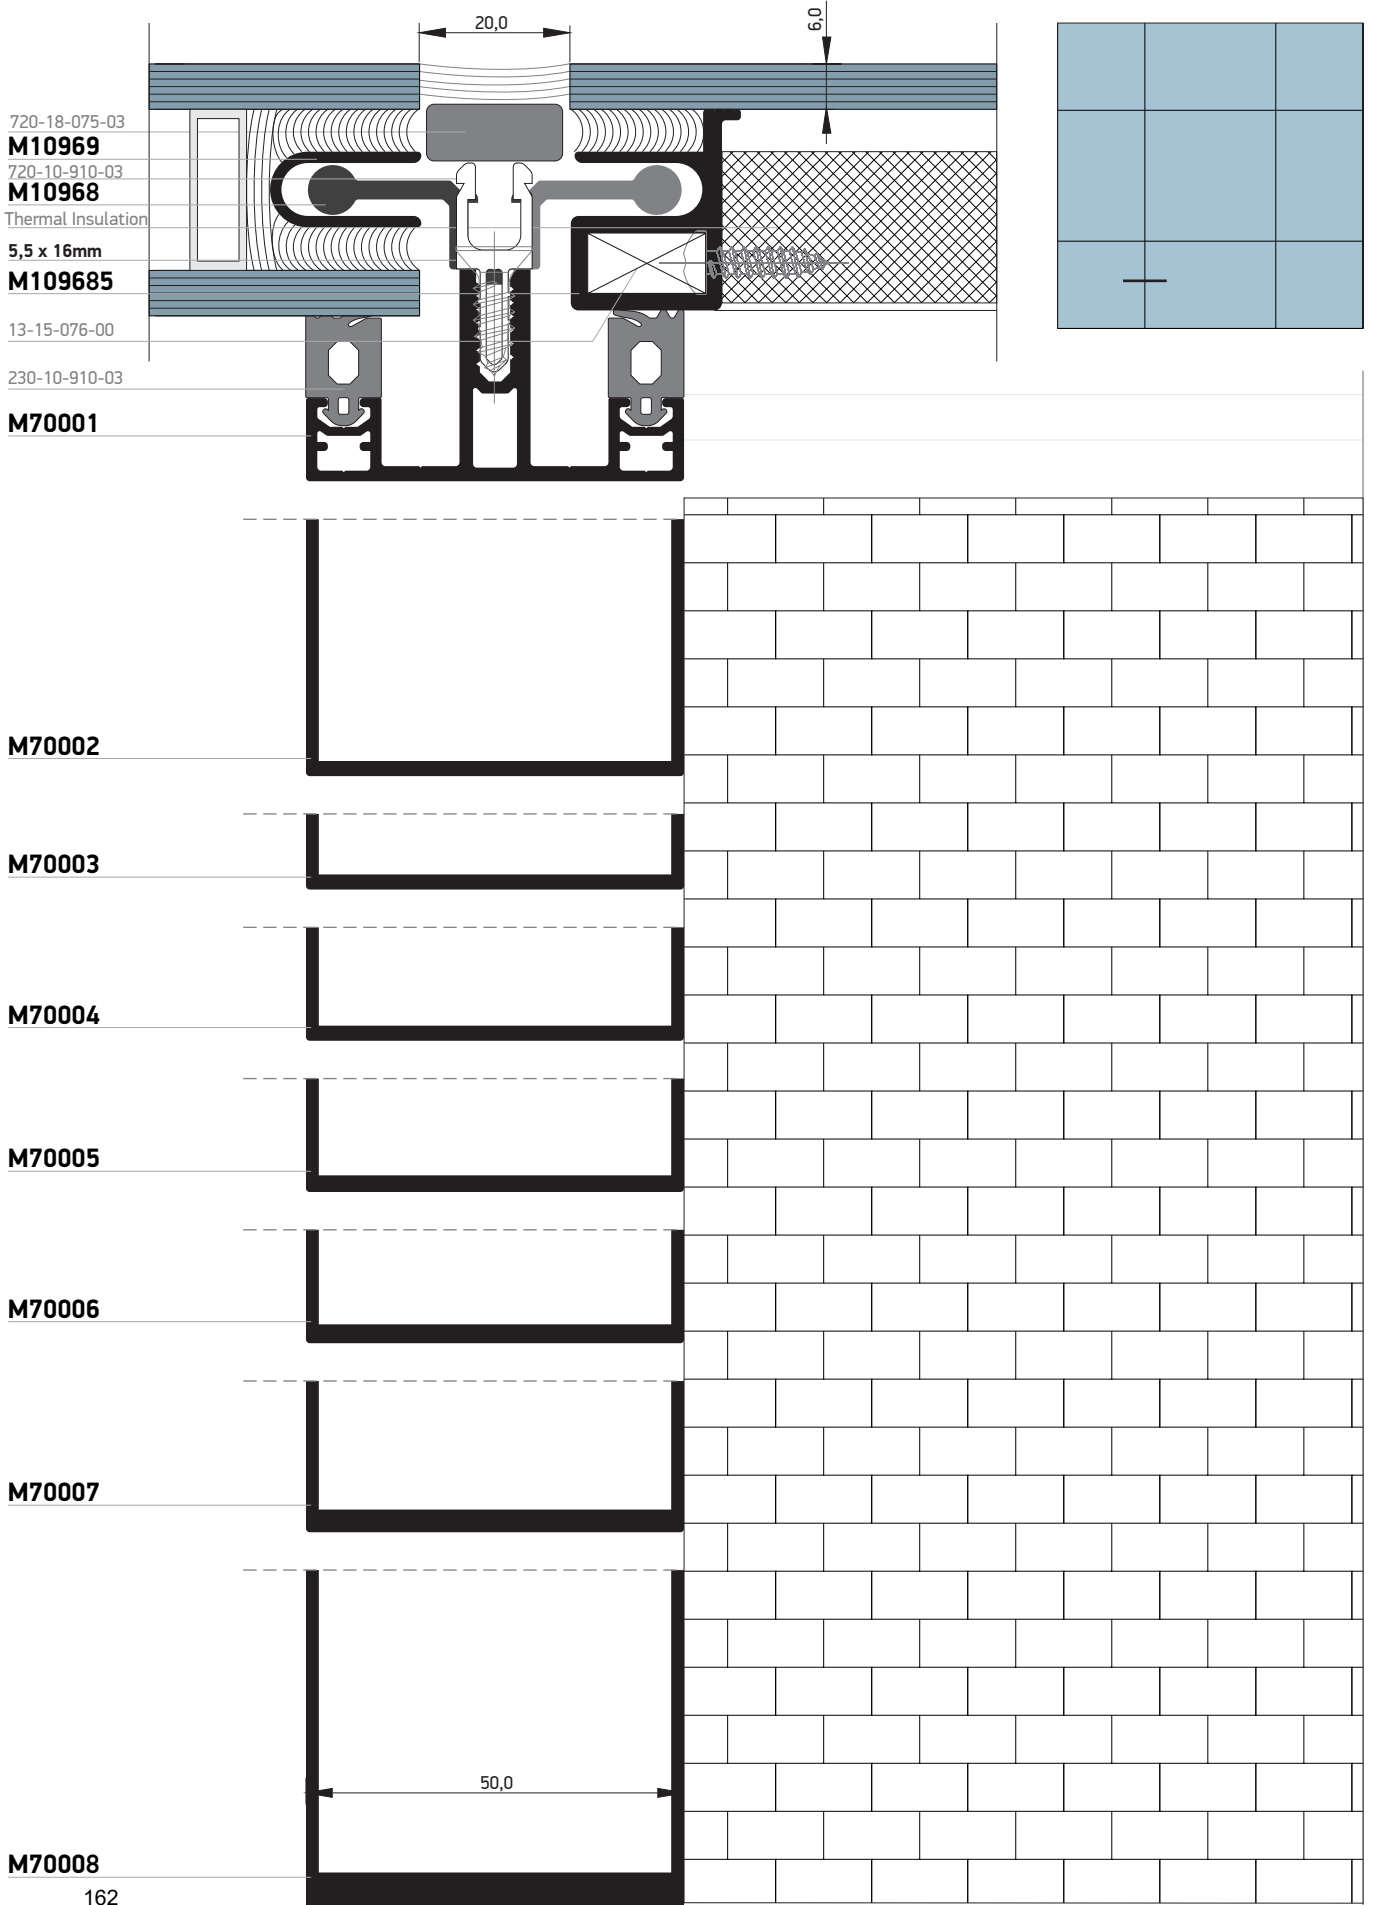 20,0
6,0
720-18-075-03
M10969
720-10-910-03
M10968
Thermal Insulation
5,5 x 16mm
M109685
13-15-076-00
230-10-910-03
M70001
M70002
M70003
M70004
M70005
M70006
M70007
50,0
M70008
162